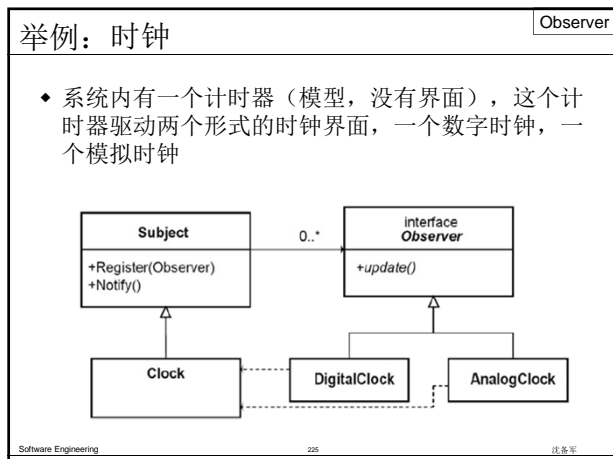 举例：时钟
Observer
◆ 系统内有一个计时器（模型，没有界面），这个计
时器驱动两个形式的时钟界面，一个数字时钟，一
个模拟时钟
Subject
+Register(Observer)
+Notify()
0..*
interface
Observer
+update()
Clock
DigitalClock
AnalogClock
Software Engineering
225
沈备军